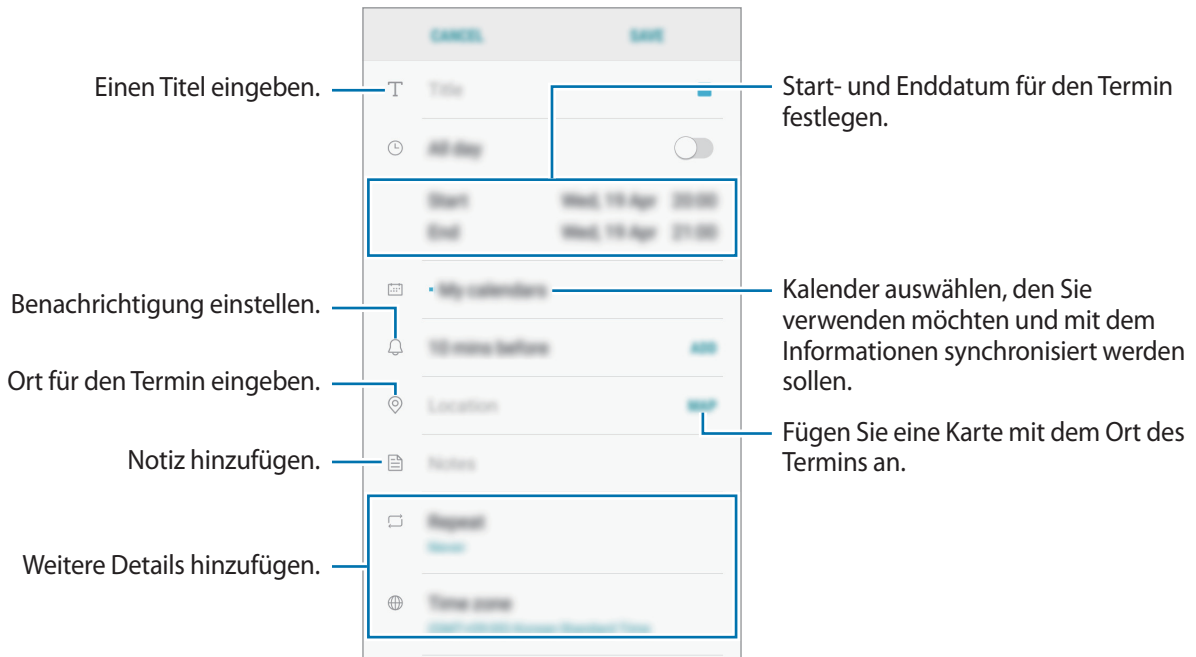 CANCEL
SAVE
Einen Titel eingeben.
Title
Start- und Enddatum für den Termin
festlegen.
All day
Start
Wed, 19 Apr 20:00
End
Wed, 19 Apr 21:00
My calendars
Kalender auswählen, den Sie
verwenden möchten und mit dem
Informationen synchronisiert werden
sollen.
Benachrichtigung einstellen.
10 mins before
ADD
Ort für den Termin eingeben.
Location
MAP
Fügen Sie eine Karte mit dem Ort des
Termins an.
Notiz hinzufügen.
Notes
Repeat
Never
Weitere Details hinzufügen.
Time zone